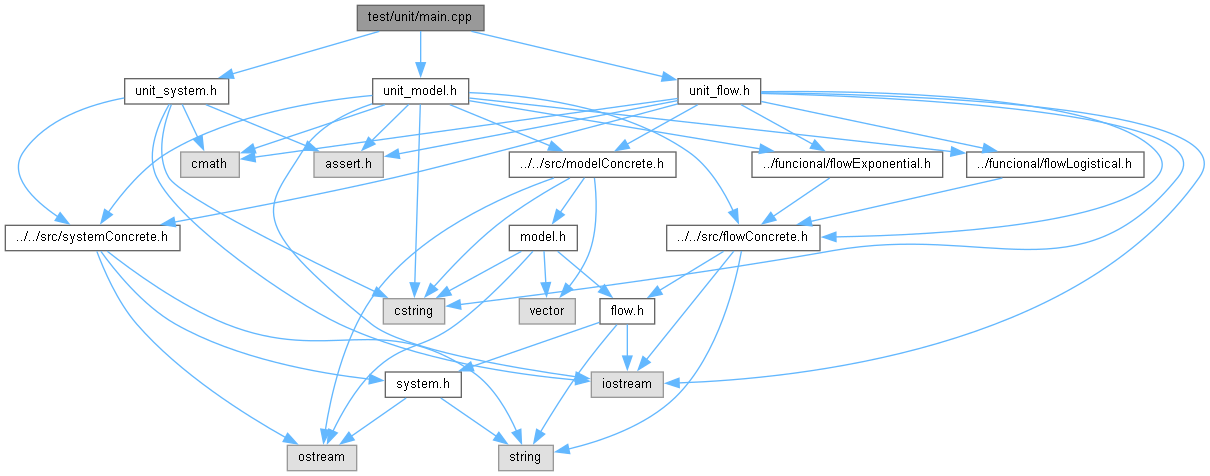 test/unit/main.cpp
unit_system.h
unit_model.h
unit_flow.h
cmath
assert.h
../../src/modelConcrete.h
../funcional/flowExponential.h
../funcional/flowLogistical.h
../../src/systemConcrete.h
model.h
../../src/flowConcrete.h
cstring
vector
flow.h
system.h
iostream
ostream
string